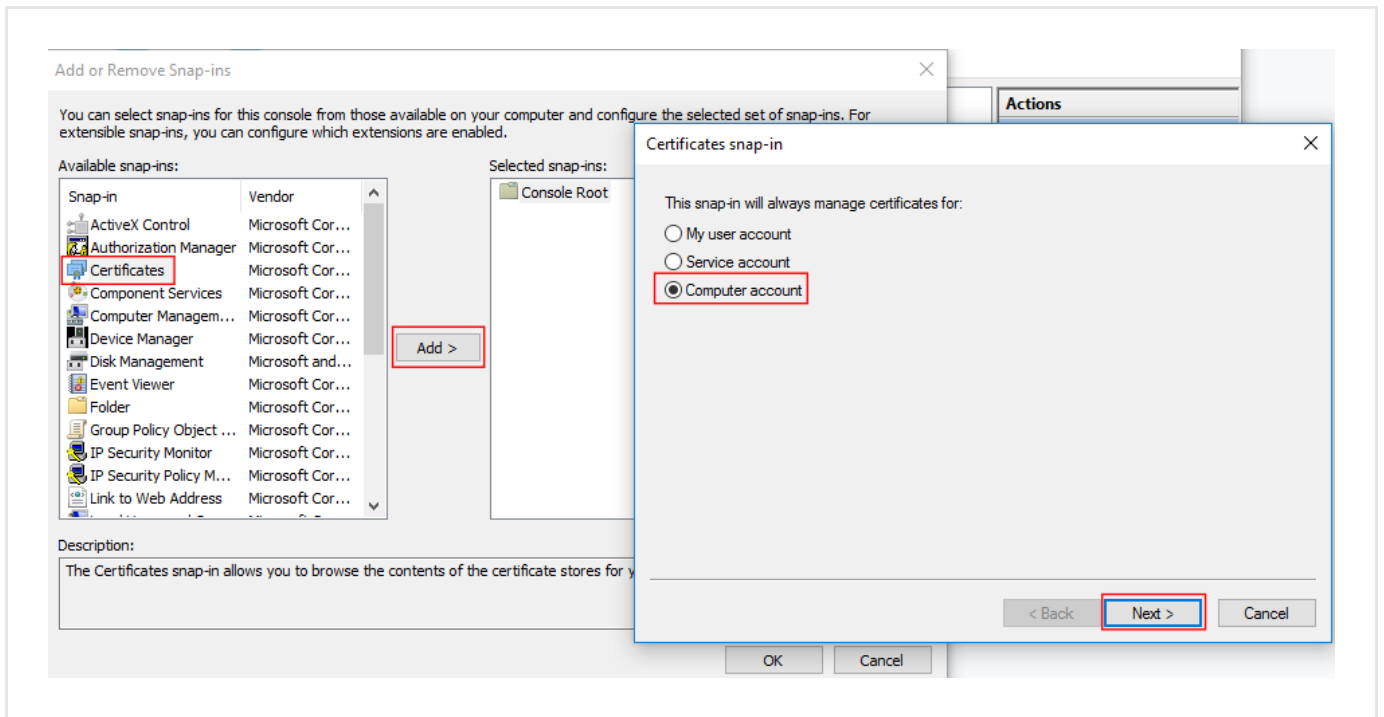 Add or Remove Snap-ins
You can select snap-ins for this console from those available on your computer and configure the selected set of snap-ins. For
extensible snap-ins, you can configure which extensions are enabled.
Available snap-ins:
Snap-in Vendor
ActiveX Control Microsoft Cor...
Authorization Manager Microsoft Cor...
Certificates Microsoft Cor...
Component Services Microsoft Cor...
Computer Managem... Microsoft Cor...
Device Manager Microsoft Cor...
Disk Management Microsoft and...
Event Viewer Microsoft Cor...
Folder Microsoft Cor...
Group Policy Object ... Microsoft Cor...
IP Security Monitor Microsoft Cor...
IP Security Policy M... Microsoft Cor...
Link to Web Address Microsoft Cor...
Add >
Selected snap-ins:
Console Root
Description:
The Certificates snap-in allows you to browse the contents of the certificate stores for
OK Cancel
Actions
Certificates snap-in
This snap-in will always manage certificates for:
My user account
Service account
Computer account
< Back Next > Cancel